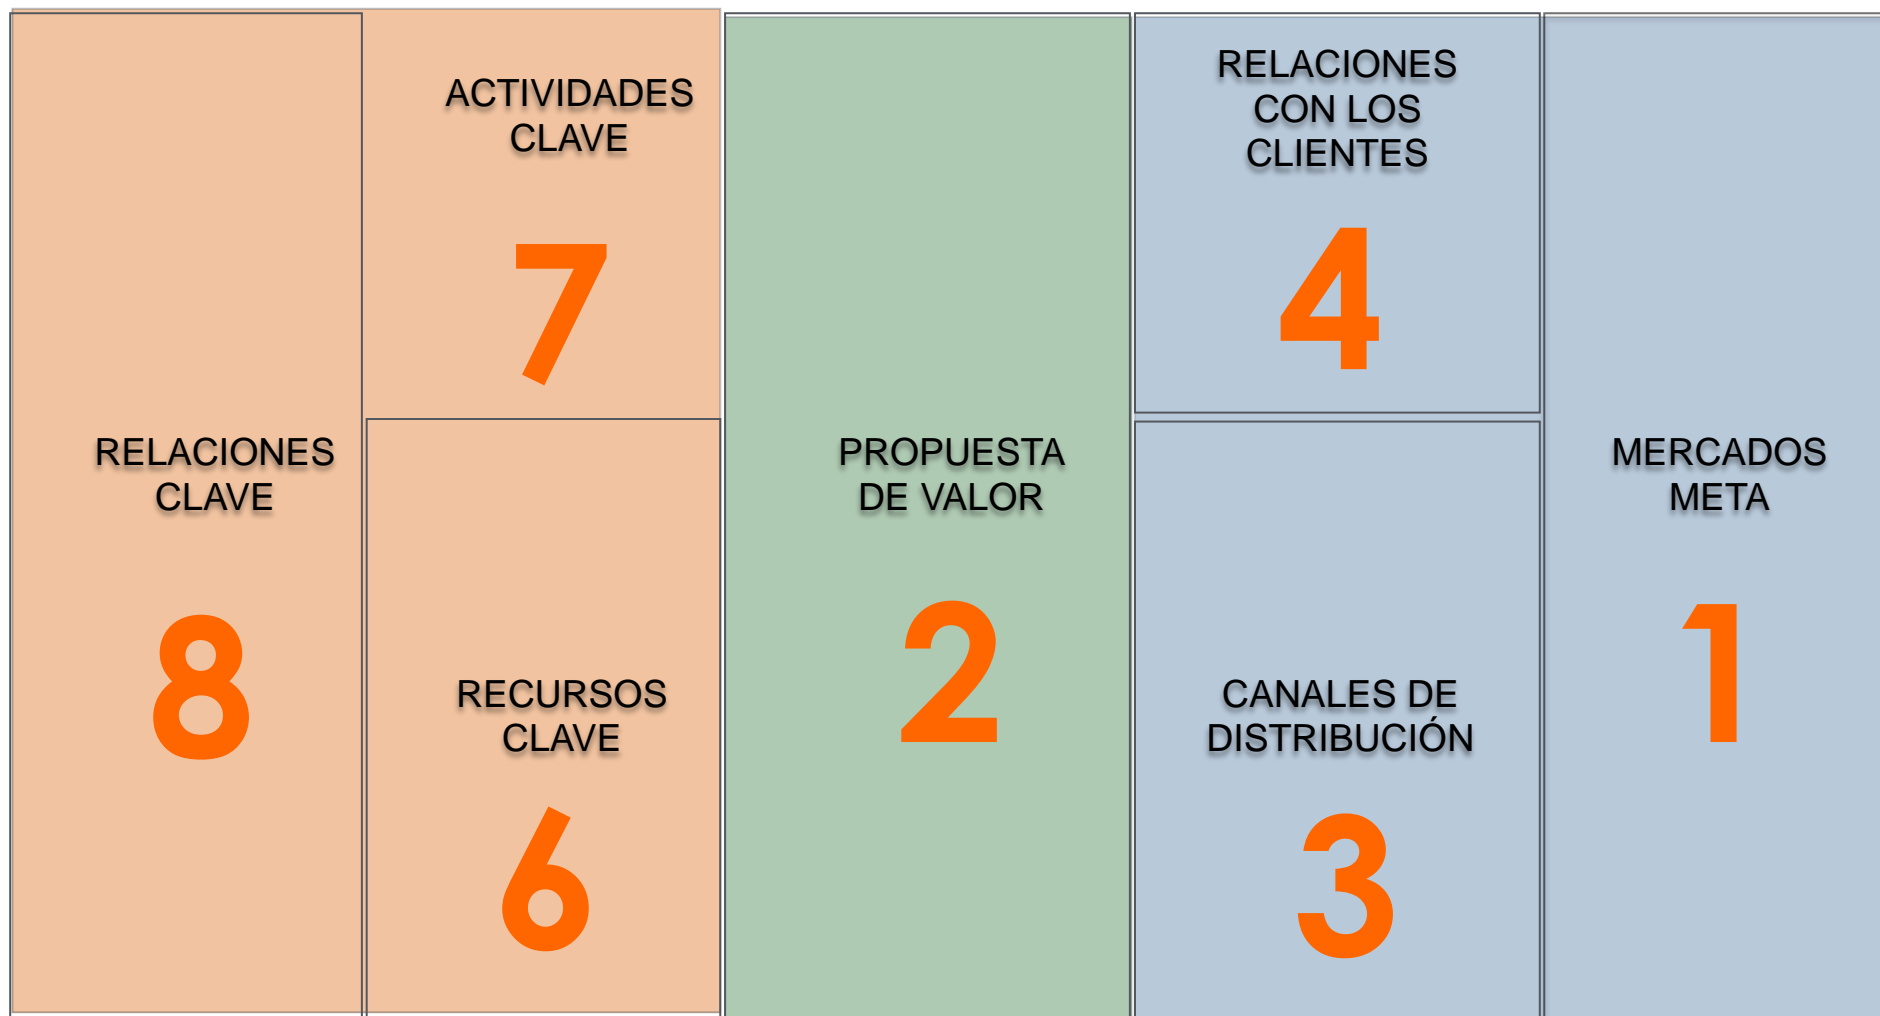 RELACIONES
CLAVE
8
ACTIVIDADES
CLAVE
7
RECURSOS
CLAVE
6
PROPUESTA
DE VALOR
2
RELACIONES
CON LOS
CLIENTES
4
CANALES DE
DISTRIBUCIÓN
3
MERCADOS
META
1